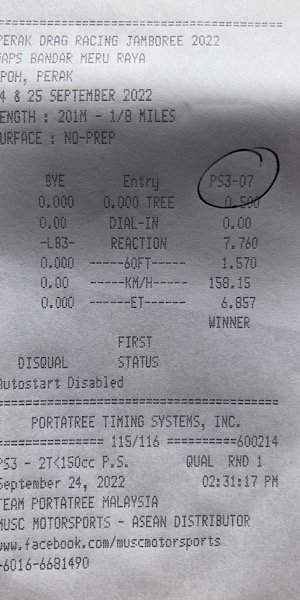 PERAK DRAG RACING JAMBOREE 2022
DAPS BANDAR MERU RAYA
IPOH, PERAK
24 & 25 SEPTEMBER 2022
LENGTH : 201M - 1/8 MILES
SURFACE : NO-PREP
BYE Entry PS3-07
0.000 0.000 TREE 0.500
0.00 DIAL-IN 0.00
-LB3- REACTION 7.760
0.000 -----60FT----- 1.570
0.00 -----KM/H----- 158.15
0.000 ------ET------ 6.857
WINNER
FIRST
DISQUAL STATUS
Autostart Disabled
PORTATREE TIMING SYSTEMS, INC.
=============== 115/116 ==========600214
PS3 - 2T<150cc P.S. QUAL RND 1
September 24, 2022 02:31:17 PM
TEAM PORTATREE MALAYSIA
MUSC MOTORSPORTS - ASEAN DISTRIBUTOR
www.facebook.com/muscmotorsports
+6016-6681490